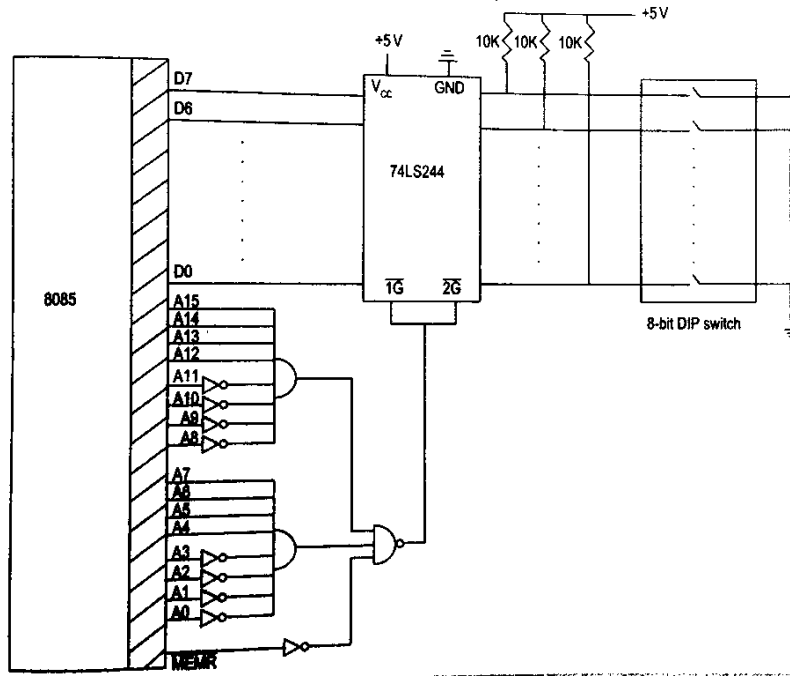 +5V
+5V
10K
10K
10K
D7
V_CC
GND
D6
74LS244
D0
1G
2G
8085
8-bit DIP switch
A15
A14
A13
A12
A11
A10
A9
A8
A7
A6
A5
A4
A3
A2
A1
A0
MEMR